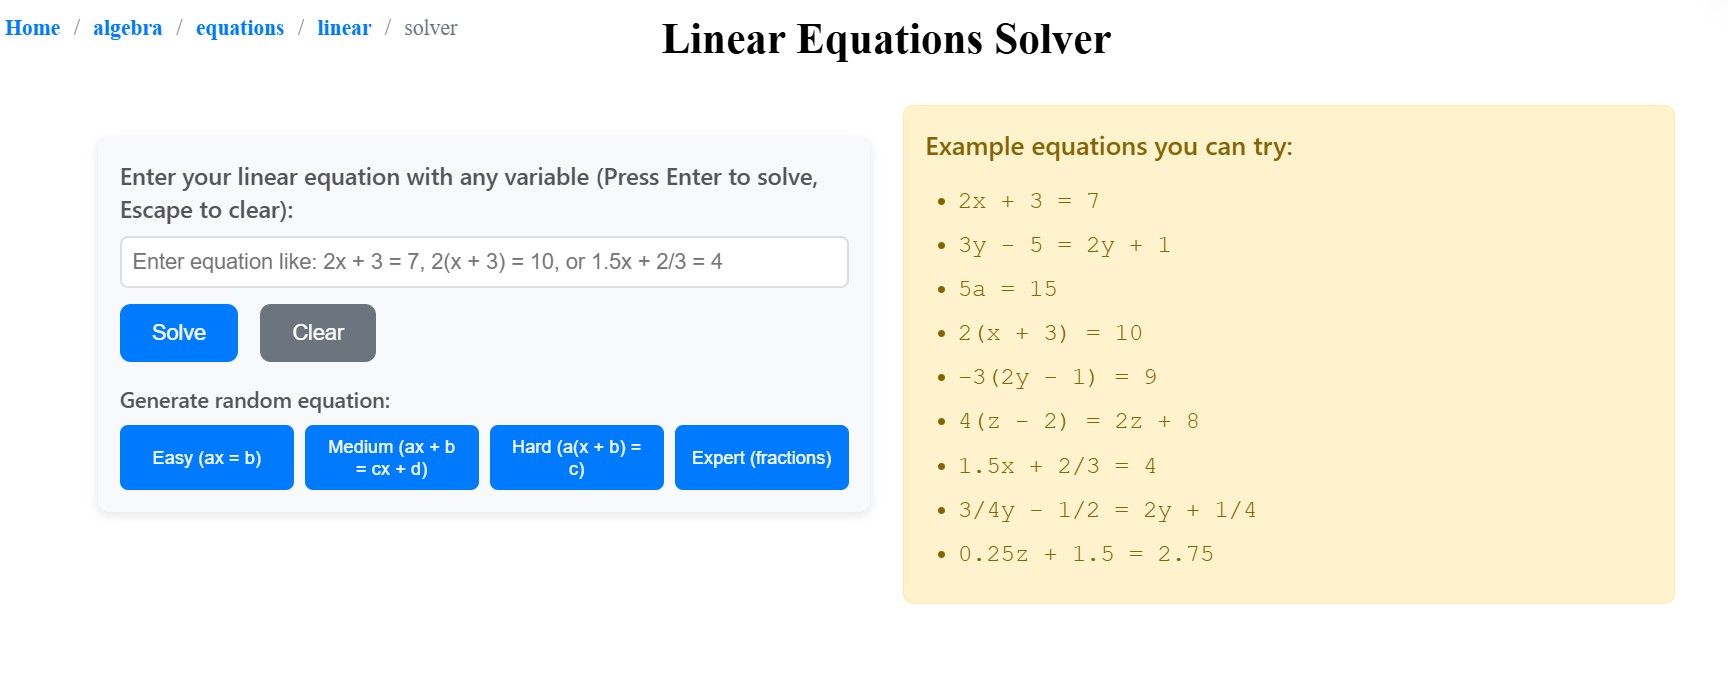 Home / algebra / equations / linear / solver
Linear Equations Solver
Enter your linear equation with any variable (Press Enter to solve,
Escape to clear):
Enter equation like: 2x + 3 = 7, 2(x + 3) = 10, or 1.5x + 2/3 = 4
Solve
Clear
Generate random equation:
Easy (ax = b)
Medium (ax + b
= cx + d)
Hard (a(x + b) =
c)
Expert (fractions)
Example equations you can try:
• 2x + 3 = 7
• 3y - 5 = 2y + 1
• 5a = 15
• 2(x + 3) = 10
• -3(2y - 1) = 9
• 4(z - 2) = 2z + 8
• 1.5x + 2/3 = 4
• 3/4y - 1/2 = 2y + 1/4
• 0.25z + 1.5 = 2.75